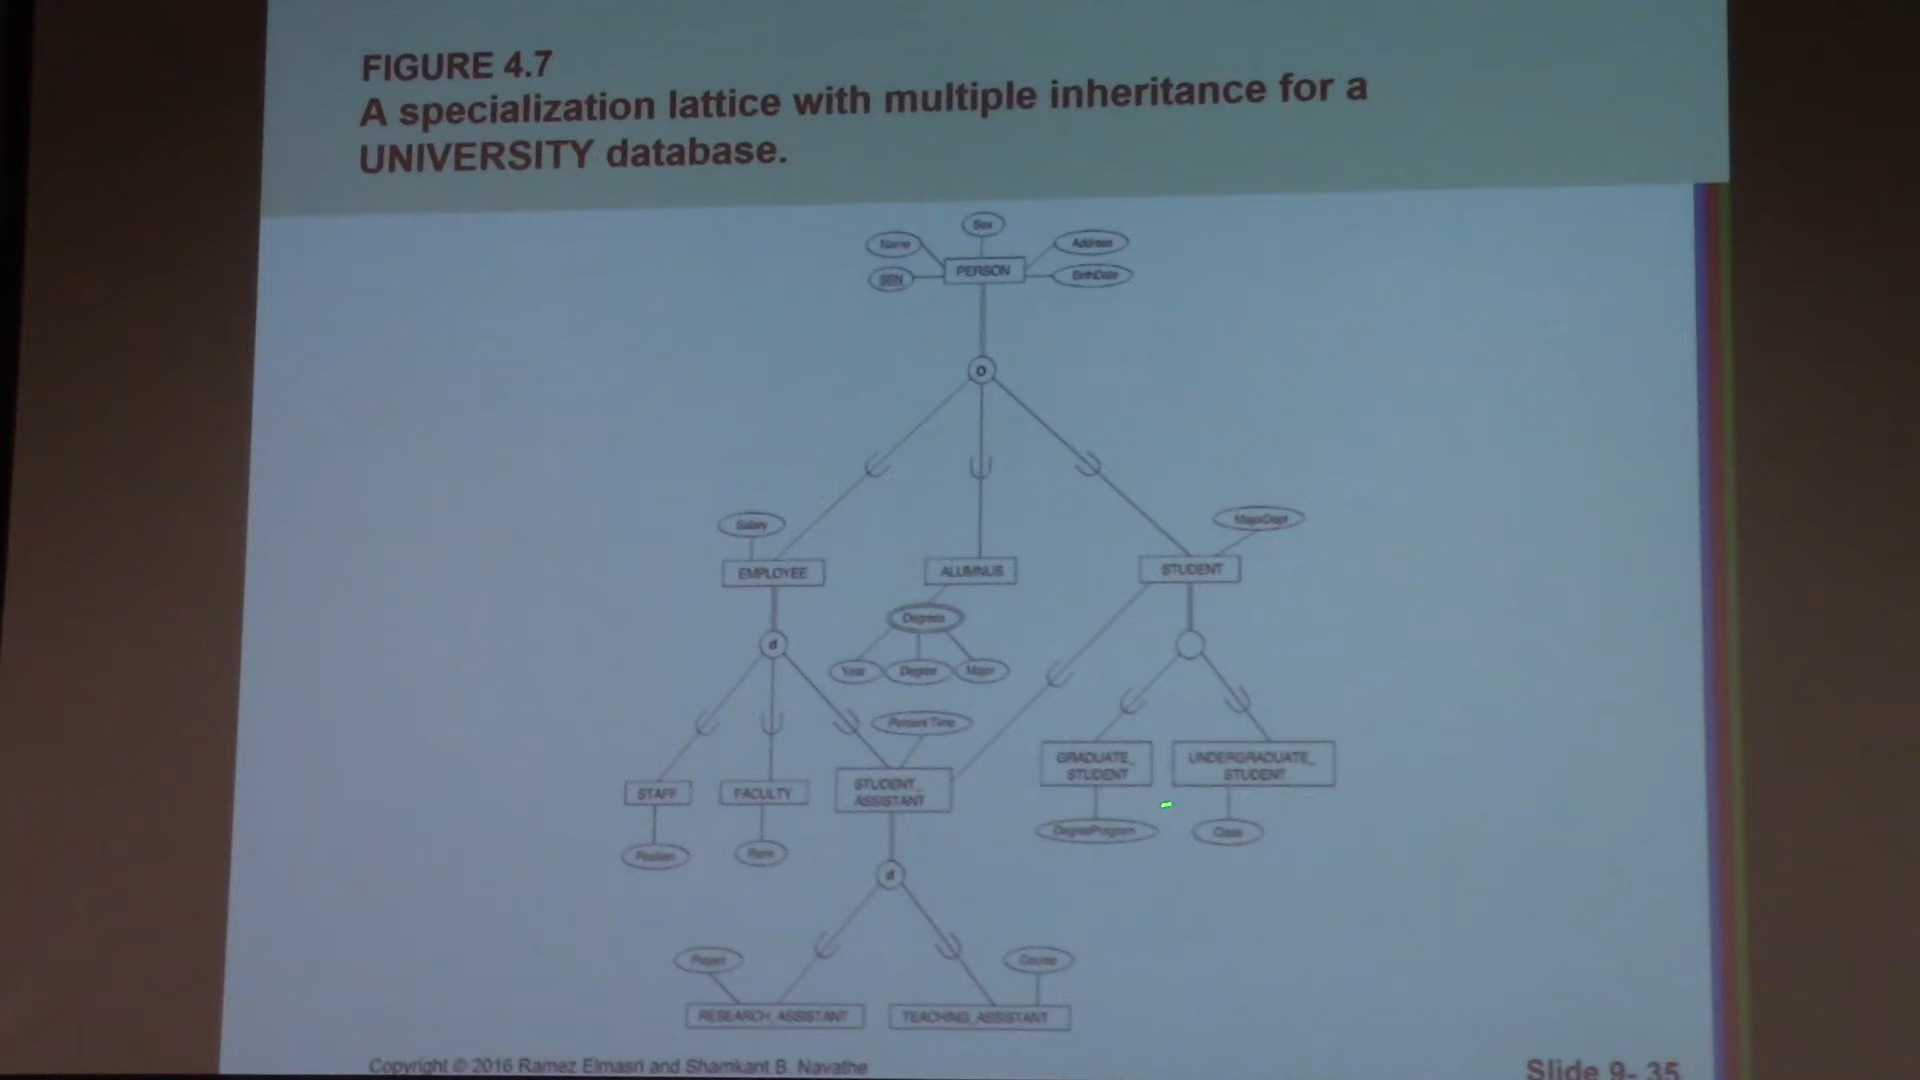 FIGURE 4.7
A specialization lattice with multiple inheritance for a
UNIVERSITY database.
Sex
Name
Address
SSN
PERSON
BirthDate
o
Salary
MajorDept
EMPLOYEE
ALUMNUS
STUDENT
Degrees
d
Year
Degree
Major
Percent Time
GRADUATE_
STUDENT
UNDERGRADUATE_
STUDENT
STAFF
FACULTY
STUDENT_
ASSISTANT
DegreeProgram
Class
Position
Rank
d
Project
Course
RESEARCH_ASSISTANT
TEACHING_ASSISTANT
Copyright © 2016 Ramez Elmasri and Shamkant B. Navathe
Slide 9- 35